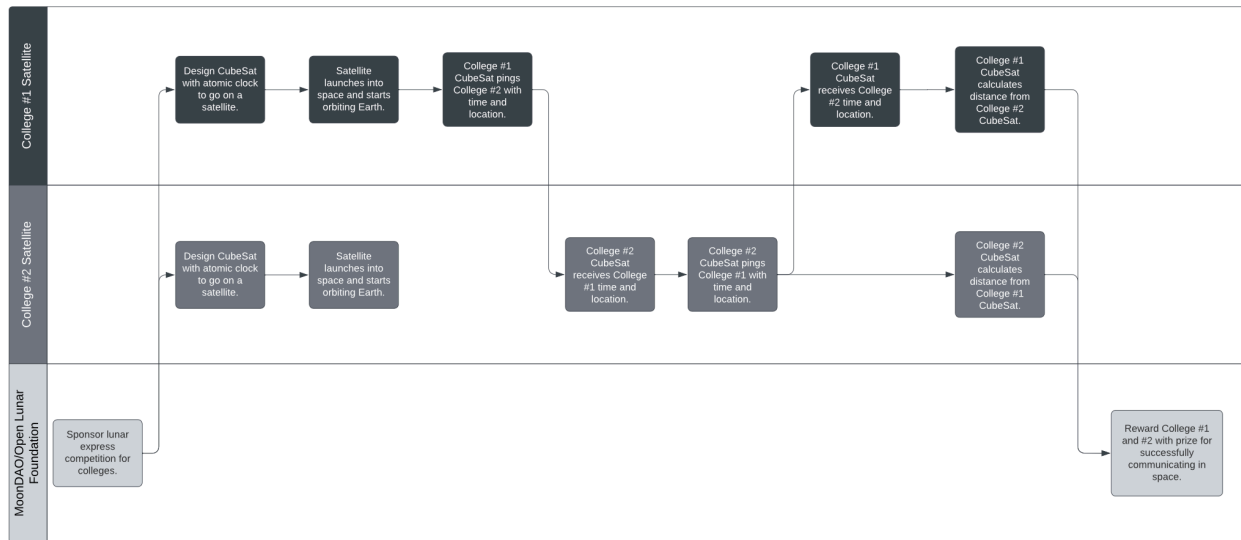 College #1 Satellite
Design CubeSat
with atomic clock
to go on a
satellite.
Satellite
launches into
space and starts
orbiting Earth.
College #1
CubeSat pings
College #2 with
time and
location.
College #1
CubeSat
receives College
#2 time and
location.
College #1
CubeSat
calculates
distance from
College #2
CubeSat.
College #2 Satellite
Design CubeSat
with atomic clock
to go on a
satellite.
Satellite
launches into
space and starts
orbiting Earth.
College #2
CubeSat
receives College
#1 time and
location.
College #2
CubeSat pings
College #1 with
time and
location.
College #2
CubeSat
calculates
distance from
College #1
CubeSat.
MoonDAO/Open Lunar
Foundation
Sponsor lunar
express
competition for
colleges.
Reward College #1
and #2 with prize for
successfully
communicating in
space.